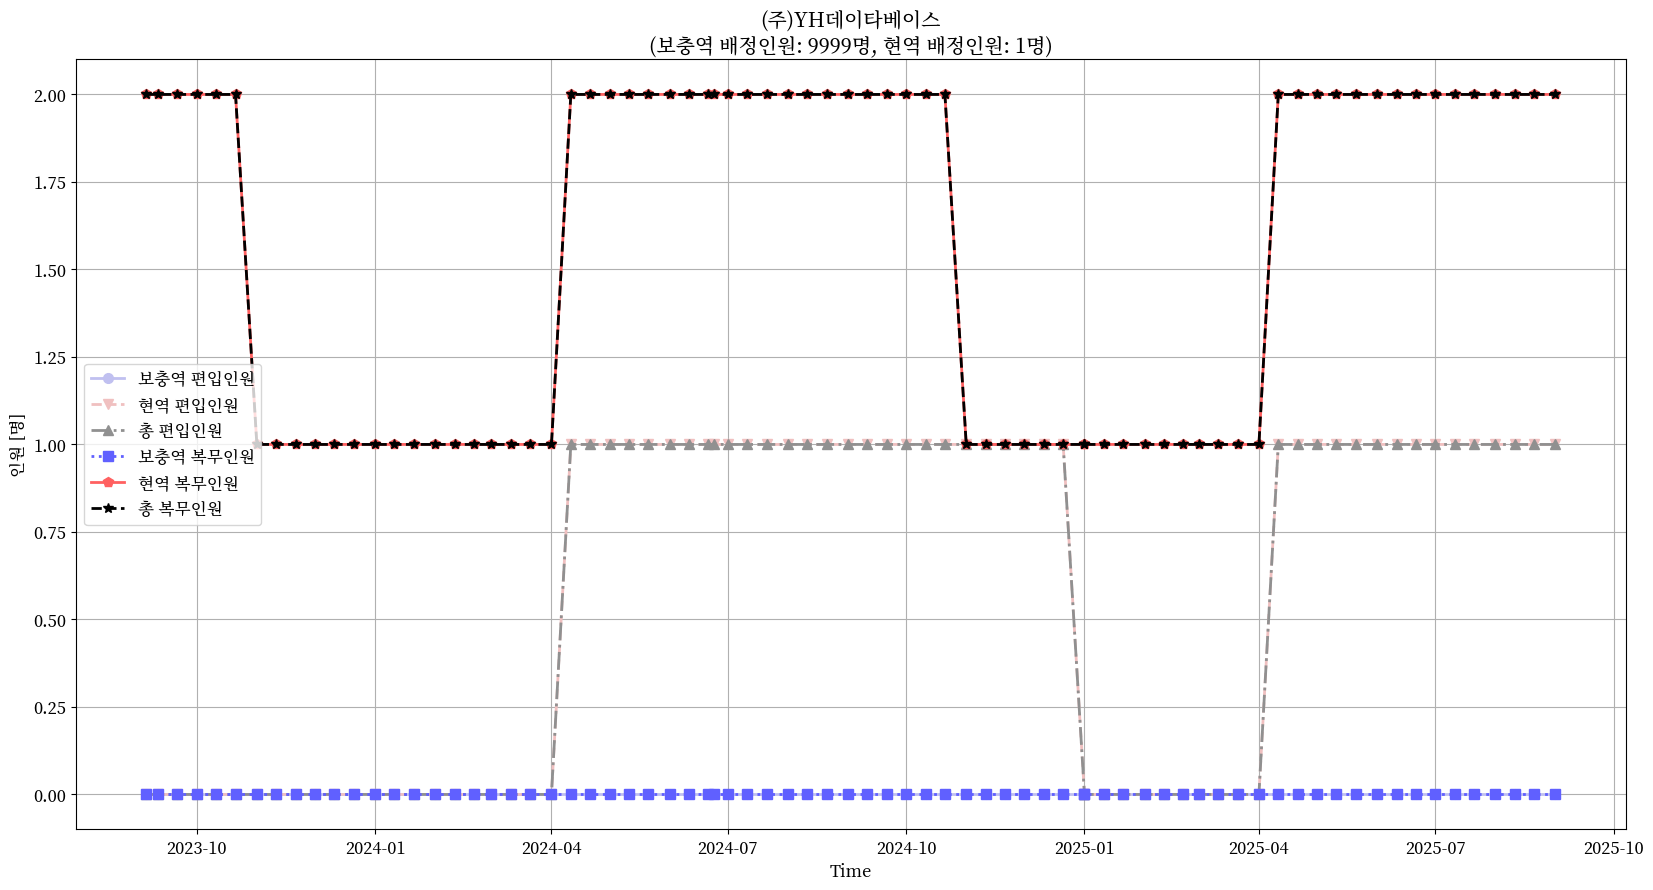 (주)YH데이타베이스
(보충역 배정인원: 9999명, 현역 배정인원: 1명)
인원 [명]
2.00
1.75
1.50
1.25
1.00
0.75
0.50
0.25
0.00
보충역 편입인원
현역 편입인원
총 편입인원
보충역 복무인원
현역 복무인원
총 복무인원
2023-10
2024-01
2024-04
2024-07
2024-10
2025-01
2025-04
2025-07
2025-10
Time